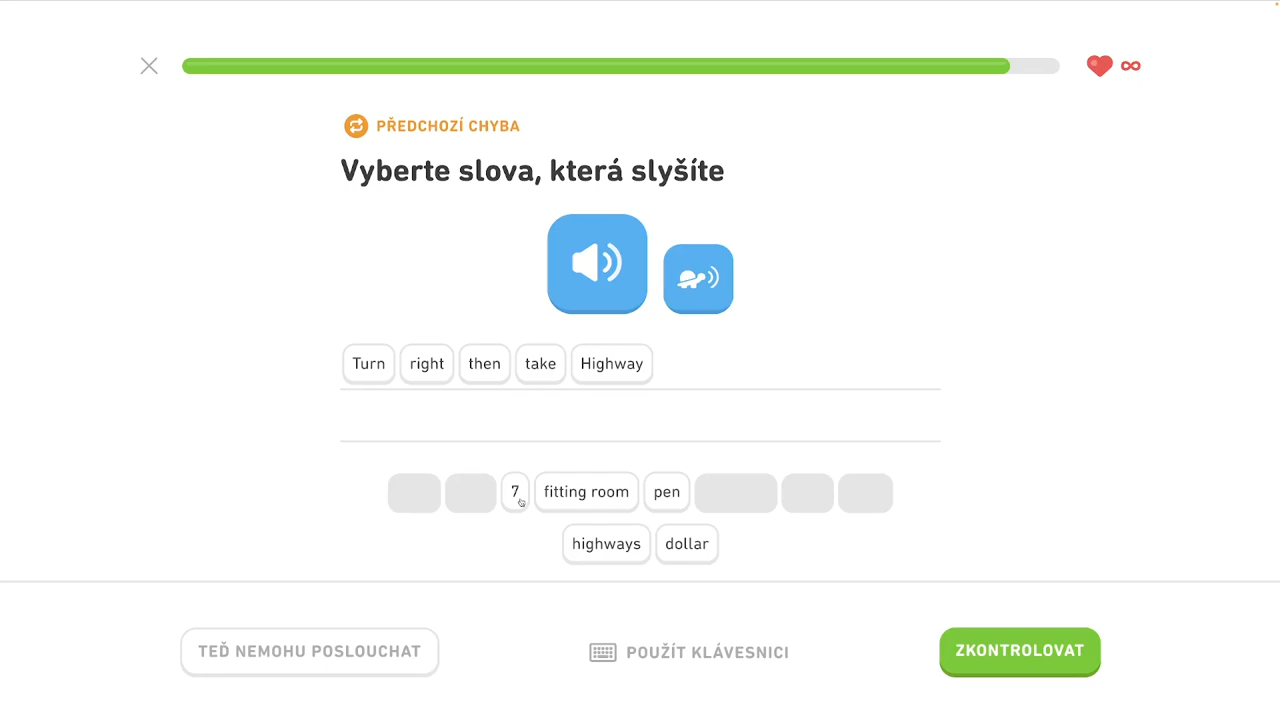 PŘEDCHOZÍ CHYBA
Vyberte slova, která slyšíte
Turn right then take Highway
7 fitting room pen
highways dollar
TEĎ NEMOHU POSLOUCHAT POUŽÍT KLÁVESNICI ZKONTROLOVAT